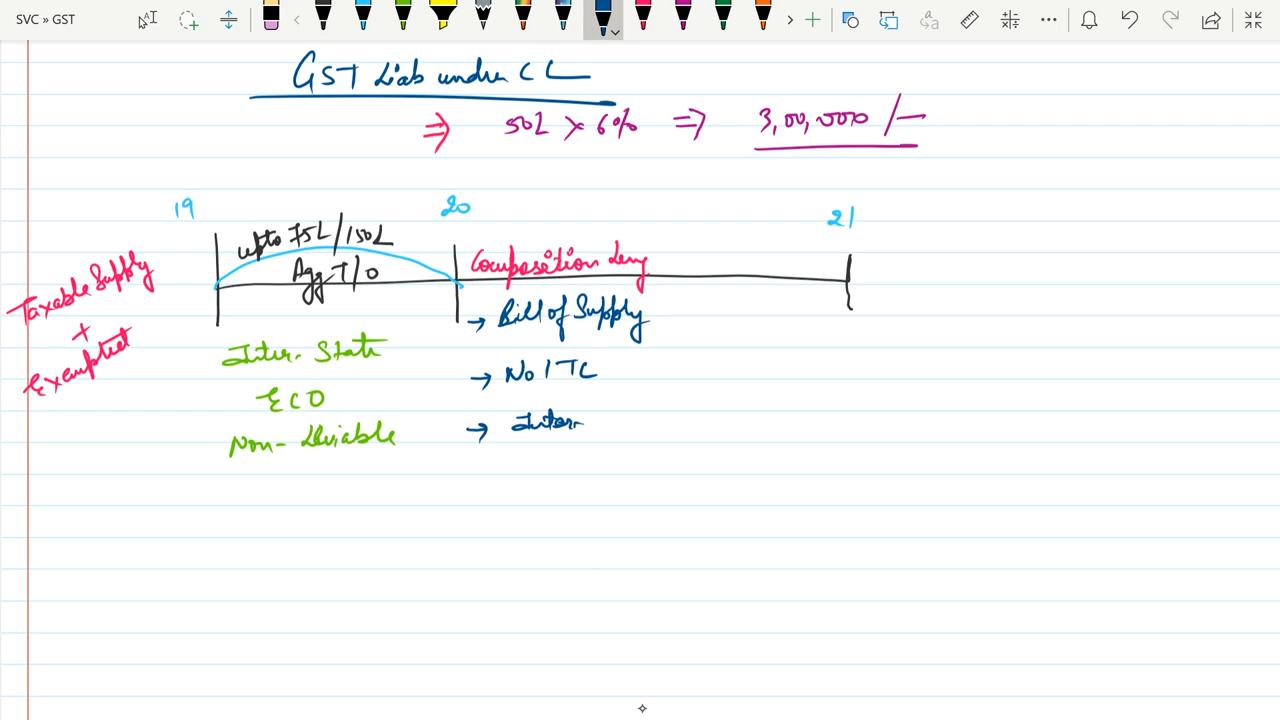 SVC » GST
GST Liab under CL
⇒ 50L × 6% ⇒ 3,00,000/-
19 20 21
upto 75L/150L
Agg T/O
Composition Levy
Taxable Supply
+
Exempted
→ Bill of Supply
Inter-State
→ No ITC
ECO
→ Inter-
Non-Leviable